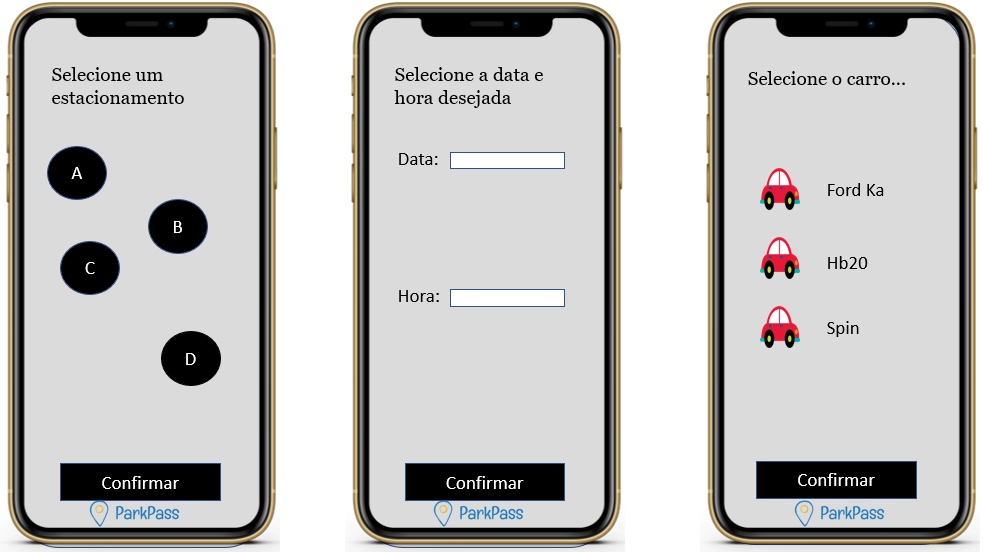 Selecione um
estacionamento
A
B
C
D
Confirmar
ParkPass
Selecione a data e
hora desejada
Data:
Hora:
Confirmar
ParkPass
Selecione o carro...
Ford Ka
Hb20
Spin
Confirmar
ParkPass